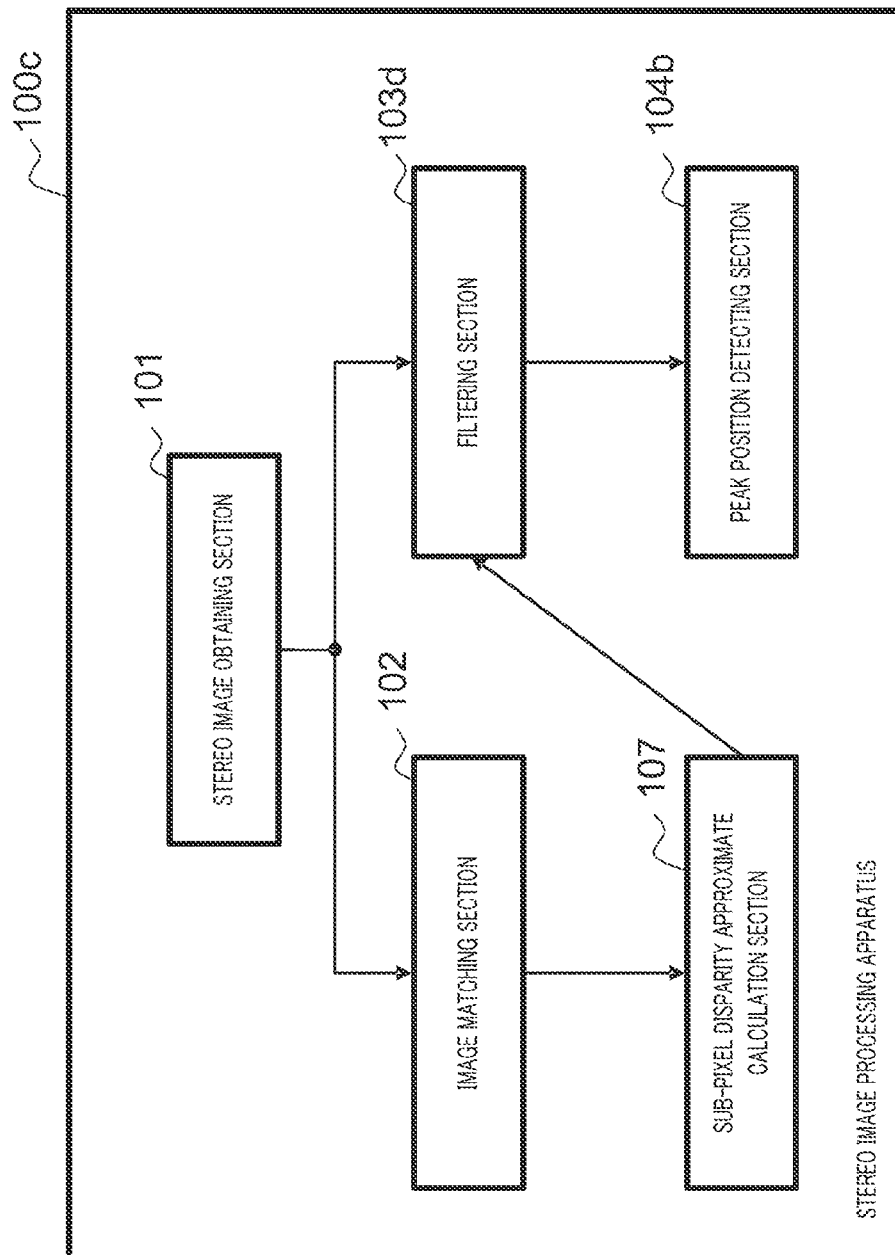 100c
101
STEREO IMAGE OBTAINING SECTION
102
IMAGE MATCHING SECTION
103d
FILTERING SECTION
107
SUB-PIXEL DISPARITY APPROXIMATE
CALCULATION SECTION
104b
PEAK POSITION DETECTING SECTION
STEREO IMAGE PROCESSING APPARATUS